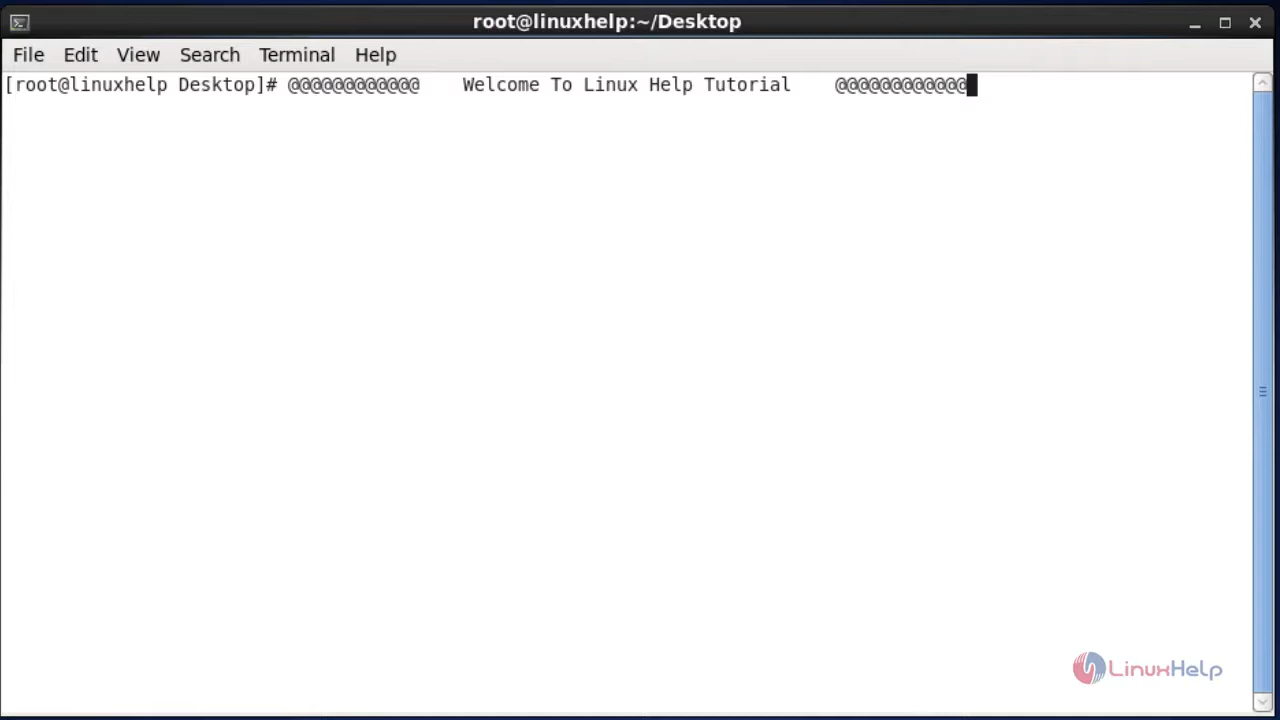 root@linuxhelp:~/Desktop
File Edit View Search Terminal Help
[root@linuxhelp Desktop]# @@@@@@@@@@@@    Welcome To Linux Help Tutorial    @@@@@@@@@@@@
LinuxHelp